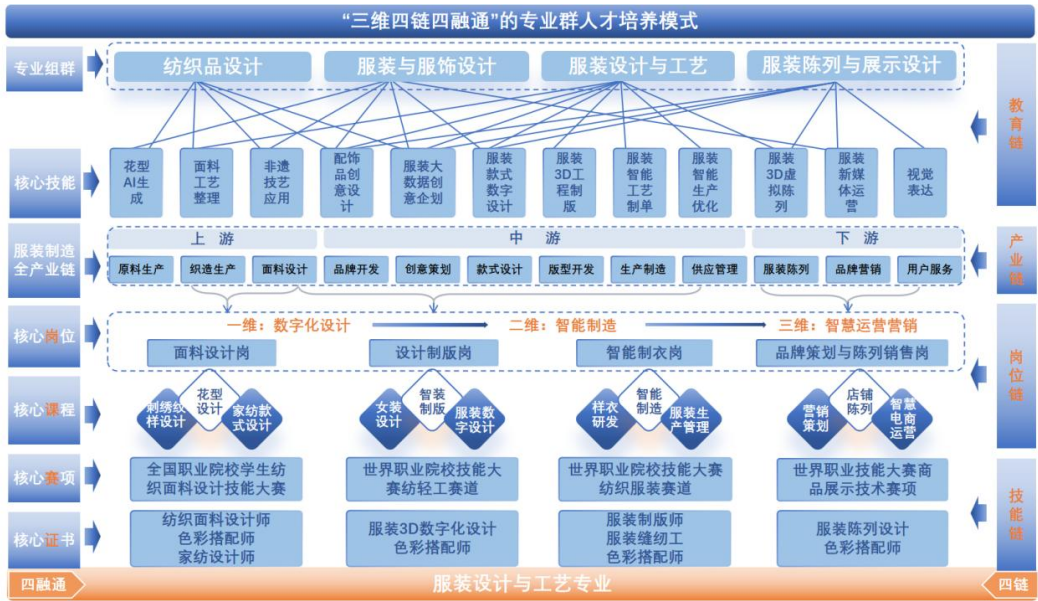 “三维四链四融通”的专业群人才培养模式
专业组群
纺织品设计
服装与服饰设计
服装设计与工艺
服装陈列与展示设计
教育链
核心技能
花型
AI生
成
面料
工艺
整理
非遗
技艺
应用
配饰
品创
意设
计
服装大
数据创
意企划
服装
款式
数字
设计
服装
3D工
程制
版
服装
智能
工艺
制单
服装
智能
生产
优化
服装
3D虚
拟陈
列
服装
新媒
体运
营
视觉
表达
服装制造
全产业链
上 游
中 游
下 游
产业链
原料生产
织造生产
面料设计
品牌开发
创意策划
款式设计
版型开发
生产制造
供应管理
服装陈列
品牌营销
用户服务
核心岗位
一维：数字化设计
二维：智能制造
三维：智慧运营营销
岗位链
面料设计岗
设计制版岗
智能制衣岗
品牌策划与陈列销售岗
核心课程
刺绣纹
样设计
花型
设计
家纺款
式设计
女装
设计
智装
制版
服装数
字设计
样衣
研发
智能
制造
服装生
产管理
营销
策划
店铺
陈列
智慧
电商
运营
核心赛项
全国职业院校学生纺
织面料设计技能大赛
世界职业院校技能大
赛纺轻工赛道
世界职业院校技能大赛
纺织服装赛道
世界职业技能大赛商
品展示技术赛项
技能链
核心证书
纺织面料设计师
色彩搭配师
家纺设计师
服装3D数字化设计
色彩搭配师
服装制版师
服装缝纫工
色彩搭配师
服装陈列设计
色彩搭配师
四融通
服装设计与工艺专业
四链